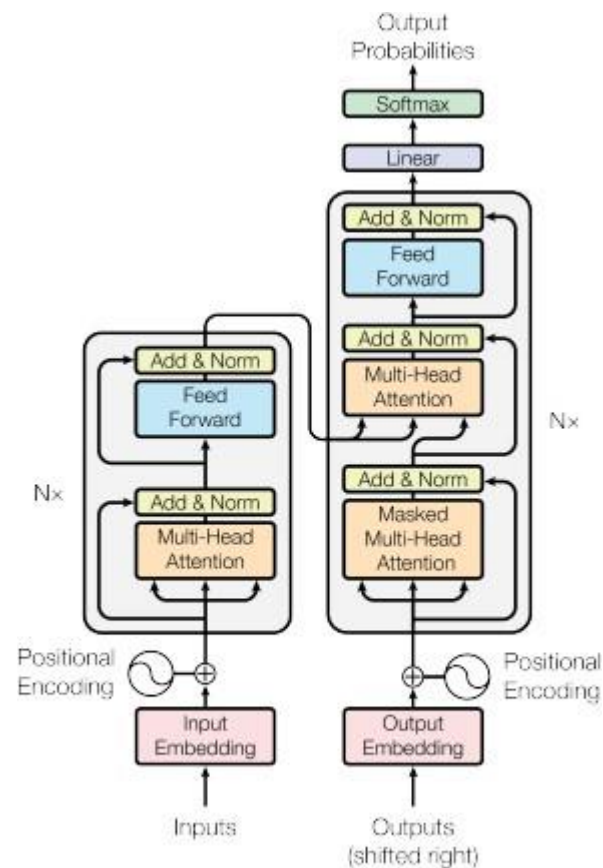 Output
Probabilities
Softmax
Linear
Add & Norm
Feed
Forward
Add & Norm
Multi-Head
Attention
Add & Norm
Masked
Multi-Head
Attention
Nx
Add & Norm
Feed
Forward
Nx
Add & Norm
Multi-Head
Attention
Positional
Encoding
Positional
Encoding
Input
Embedding
Output
Embedding
Inputs
Outputs
(shifted right)